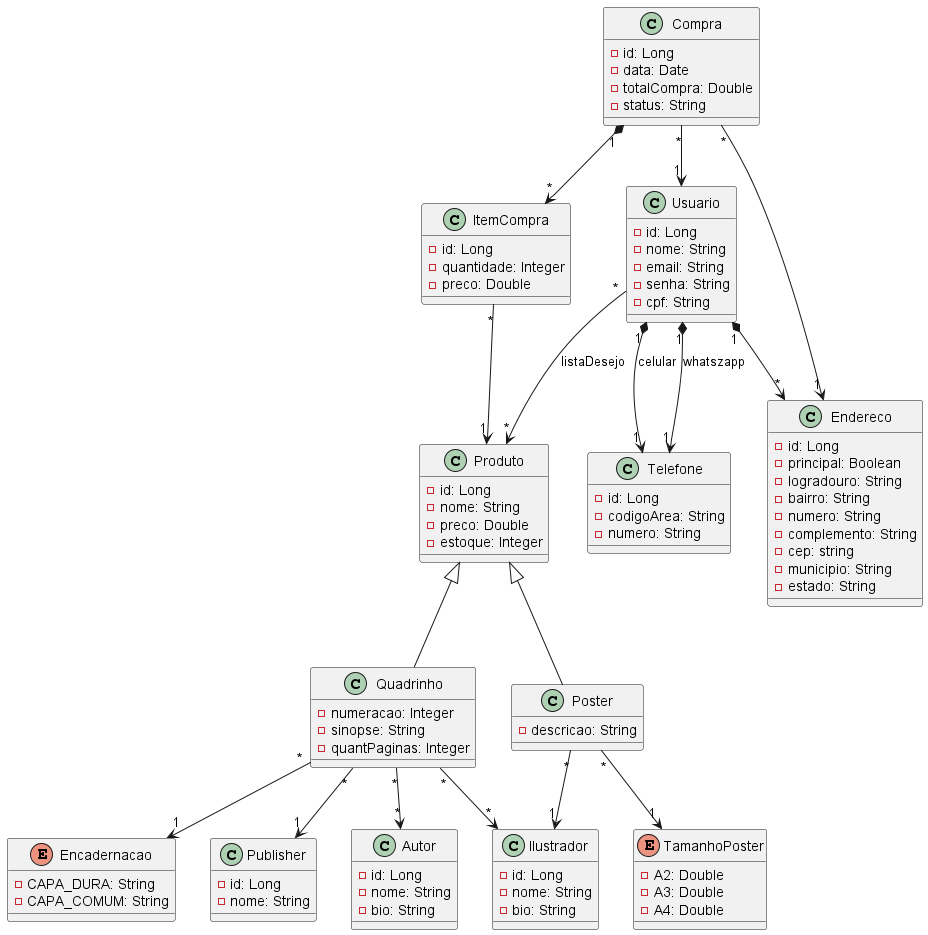 C Compra
id: Long
data: Date
totalCompra: Double
status: String
1
*
*
1
*
1
C ItemCompra
id: Long
quantidade: Integer
preco: Double
C Usuario
id: Long
nome: String
email: String
senha: String
cpf: String
*
1
*
listaDesejo
*
1
celular
1
1
whatszapp
1
1
*
C Produto
id: Long
nome: String
preco: Double
estoque: Integer
C Telefone
id: Long
codigoArea: String
numero: String
C Endereco
id: Long
principal: Boolean
logradouro: String
bairro: String
numero: String
complemento: String
cep: string
municipio: String
estado: String
C Quadrinho
numeracao: Integer
sinopse: String
quantPaginas: Integer
C Poster
descricao: String
*
1
*
1
*
*
*
*
*
1
*
1
E Encadernacao
CAPA_DURA: String
CAPA_COMUM: String
C Publisher
id: Long
nome: String
C Autor
id: Long
nome: String
bio: String
C Ilustrador
id: Long
nome: String
bio: String
E TamanhoPoster
A2: Double
A3: Double
A4: Double